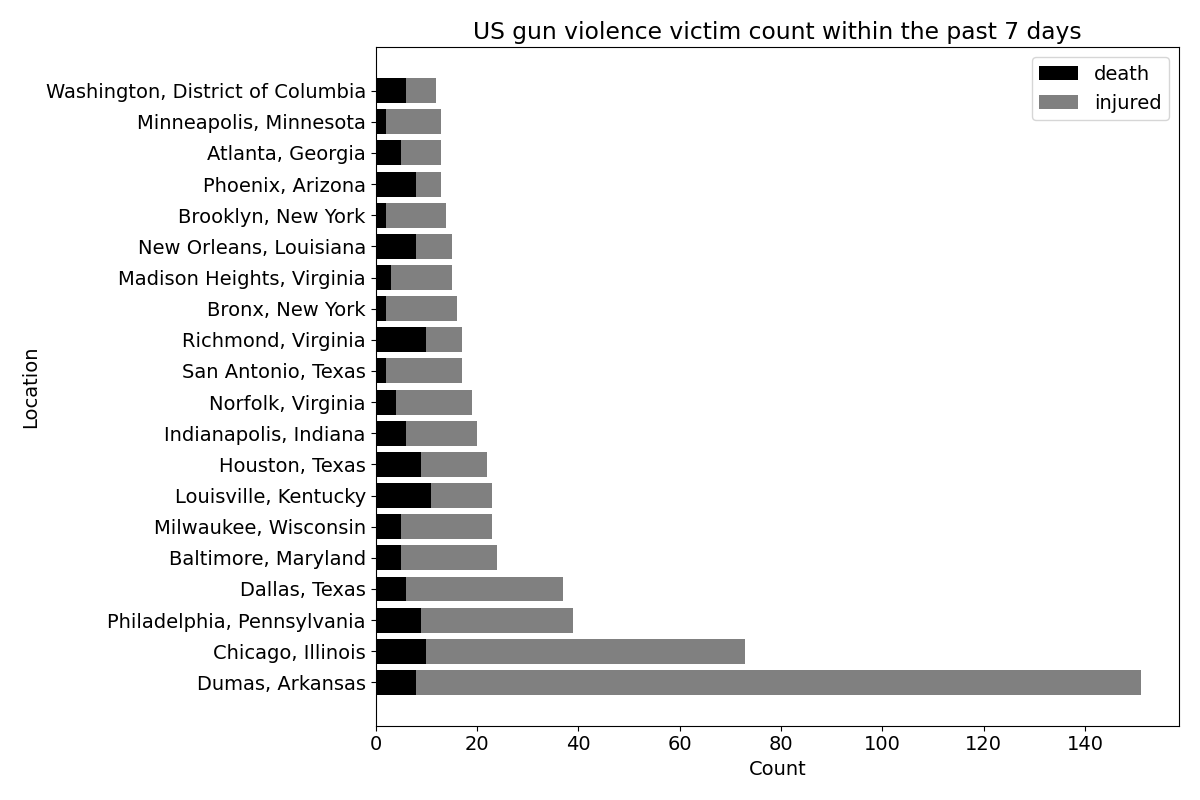 US gun violence victim count within the past 7 days
death
injured
Washington, District of Columbia
Minneapolis, Minnesota
Atlanta, Georgia
Phoenix, Arizona
Brooklyn, New York
New Orleans, Louisiana
Madison Heights, Virginia
Bronx, New York
Richmond, Virginia
San Antonio, Texas
Norfolk, Virginia
Indianapolis, Indiana
Houston, Texas
Louisville, Kentucky
Milwaukee, Wisconsin
Baltimore, Maryland
Dallas, Texas
Philadelphia, Pennsylvania
Chicago, Illinois
Dumas, Arkansas
Location
0 20 40 60 80 100 120 140
Count